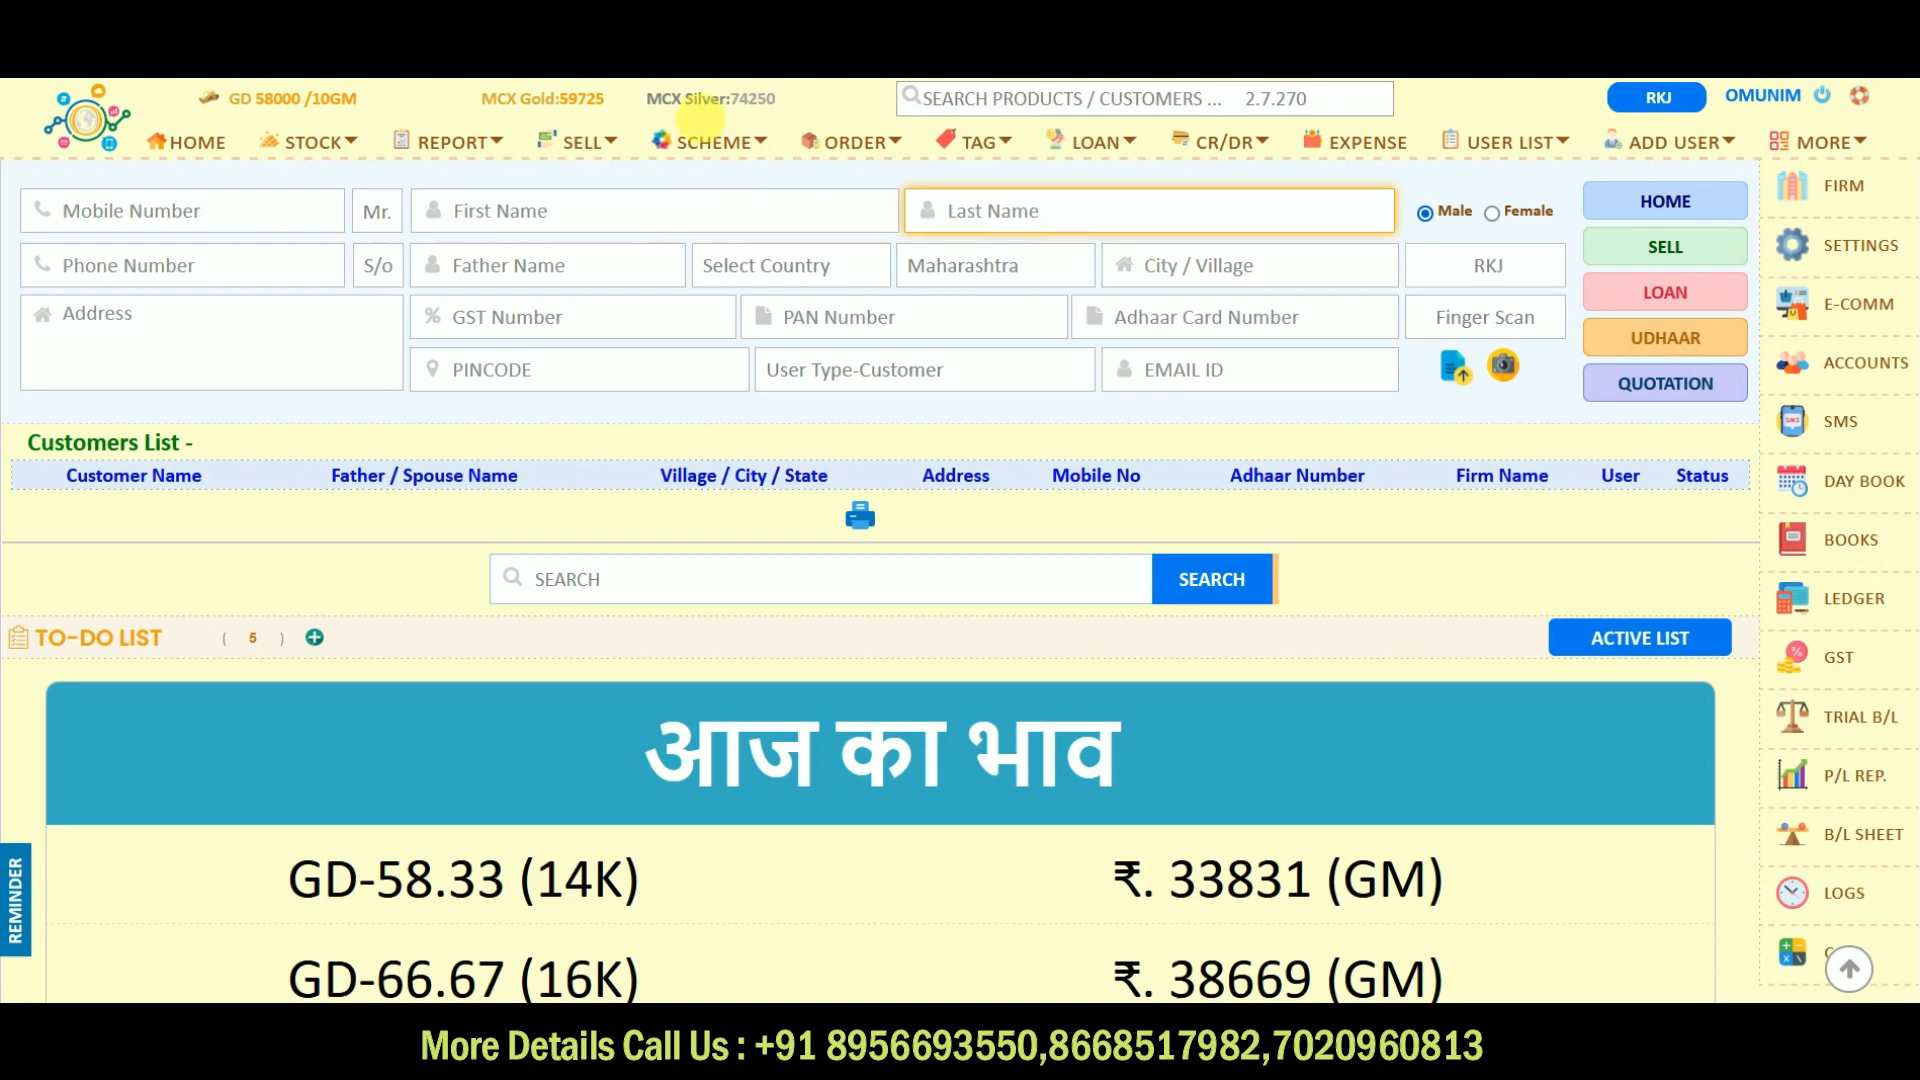 GD 58000 /10GM MCX Gold:59725 MCX Silver:74250 SEARCH PRODUCTS / CUSTOMERS ... 2.7.270 RKJ OMUNIM
HOME STOCK REPORT SELL SCHEME ORDER TAG LOAN CR/DR EXPENSE USER LIST ADD USER MORE
Mobile Number Mr. First Name Last Name Male Female HOME
Phone Number S/o Father Name Select Country Maharashtra City / Village RKJ SELL
Address GST Number PAN Number Adhaar Card Number Finger Scan LOAN
PINCODE User Type-Customer EMAIL ID UDHAAR
QUOTATION
FIRM
SETTINGS
E-COMM
ACCOUNTS
SMS
DAY BOOK
BOOKS
LEDGER
GST
TRIAL B/L
P/L REP.
B/L SHEET
LOGS
Customers List -
Customer Name Father / Spouse Name Village / City / State Address Mobile No Adhaar Number Firm Name User Status
SEARCH SEARCH
TO-DO LIST ( 5 ) ACTIVE LIST
आज का भाव
GD-58.33 (14K) ₹. 33831 (GM)
GD-66.67 (16K) ₹. 38669 (GM)
REMINDER
More Details Call Us : +91 8956693550,8668517982,7020960813